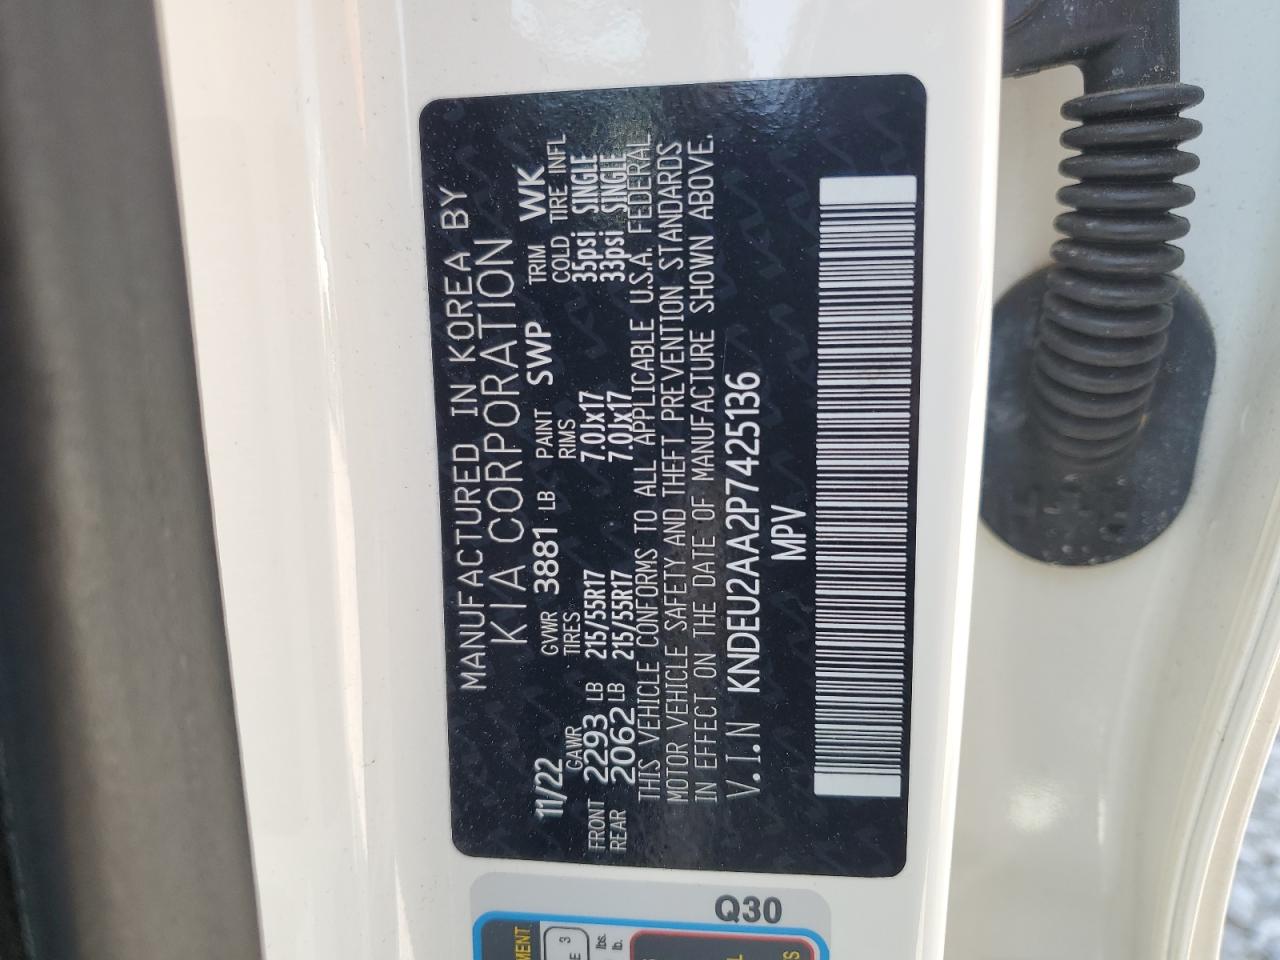 MANUFACTURED IN KOREA BY
KIA CORPORATION
11/22 GVWR 3881 LB PAINT SWP TRIM WK
GAWR TIRES RIMS COLD TIRE INFL
FRONT 2293 LB 215/55R17 7.0Jx17 35psi SINGLE
REAR 2062 LB 215/55R17 7.0Jx17 33psi SINGLE
THIS VEHICLE CONFORMS TO ALL APPLICABLE U.S.A. FEDERAL
MOTOR VEHICLE SAFETY AND THEFT PREVENTION STANDARDS
IN EFFECT ON THE DATE OF MANUFACTURE SHOWN ABOVE.
V.I.N KNDEU2AA2P7425136
MPV
Q30
3
lbs.
lb.